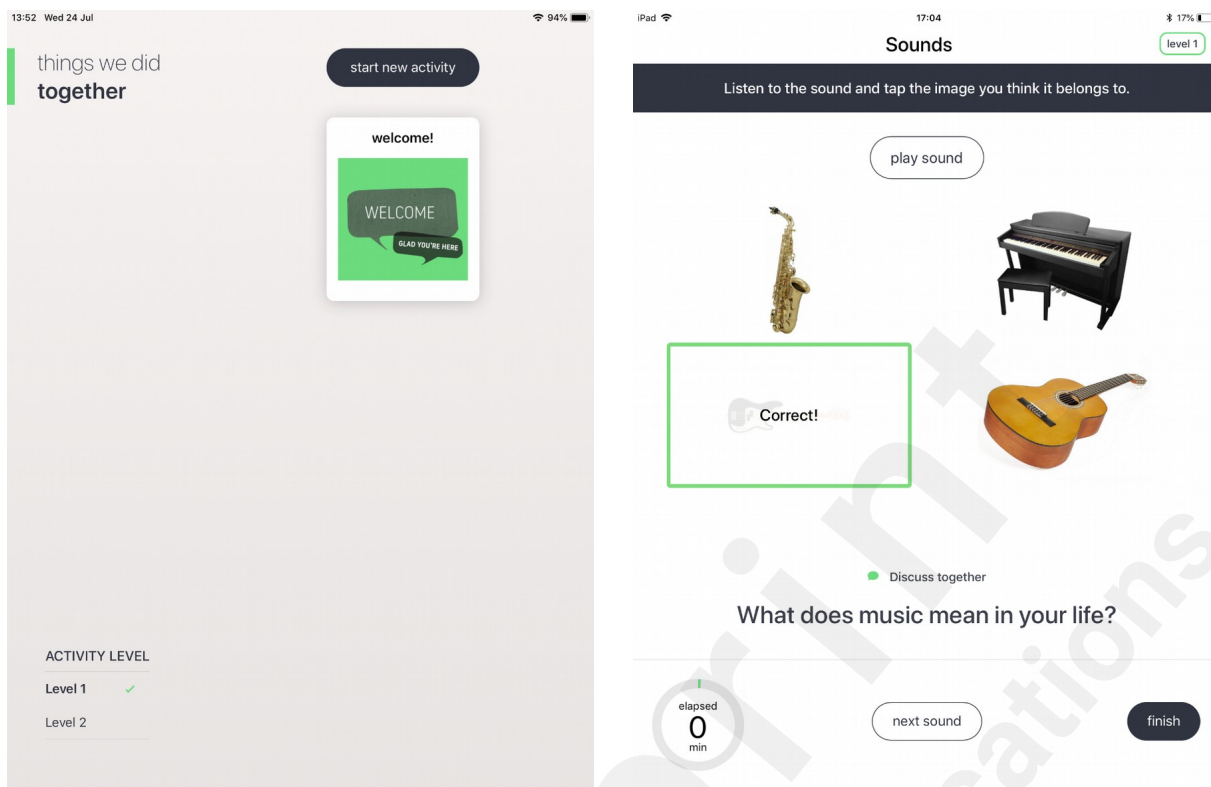 13:52 Wed 24 Jul
94%
things we did
together
start new activity
welcome!
WELCOME
GLAD YOU'RE HERE
ACTIVITY LEVEL
Level 1
Level 2
iPad
17:04
17%
Sounds
level 1
Listen to the sound and tap the image you think it belongs to.
play sound
Correct!
Discuss together
What does music mean in your life?
elapsed
0
min
next sound
finish